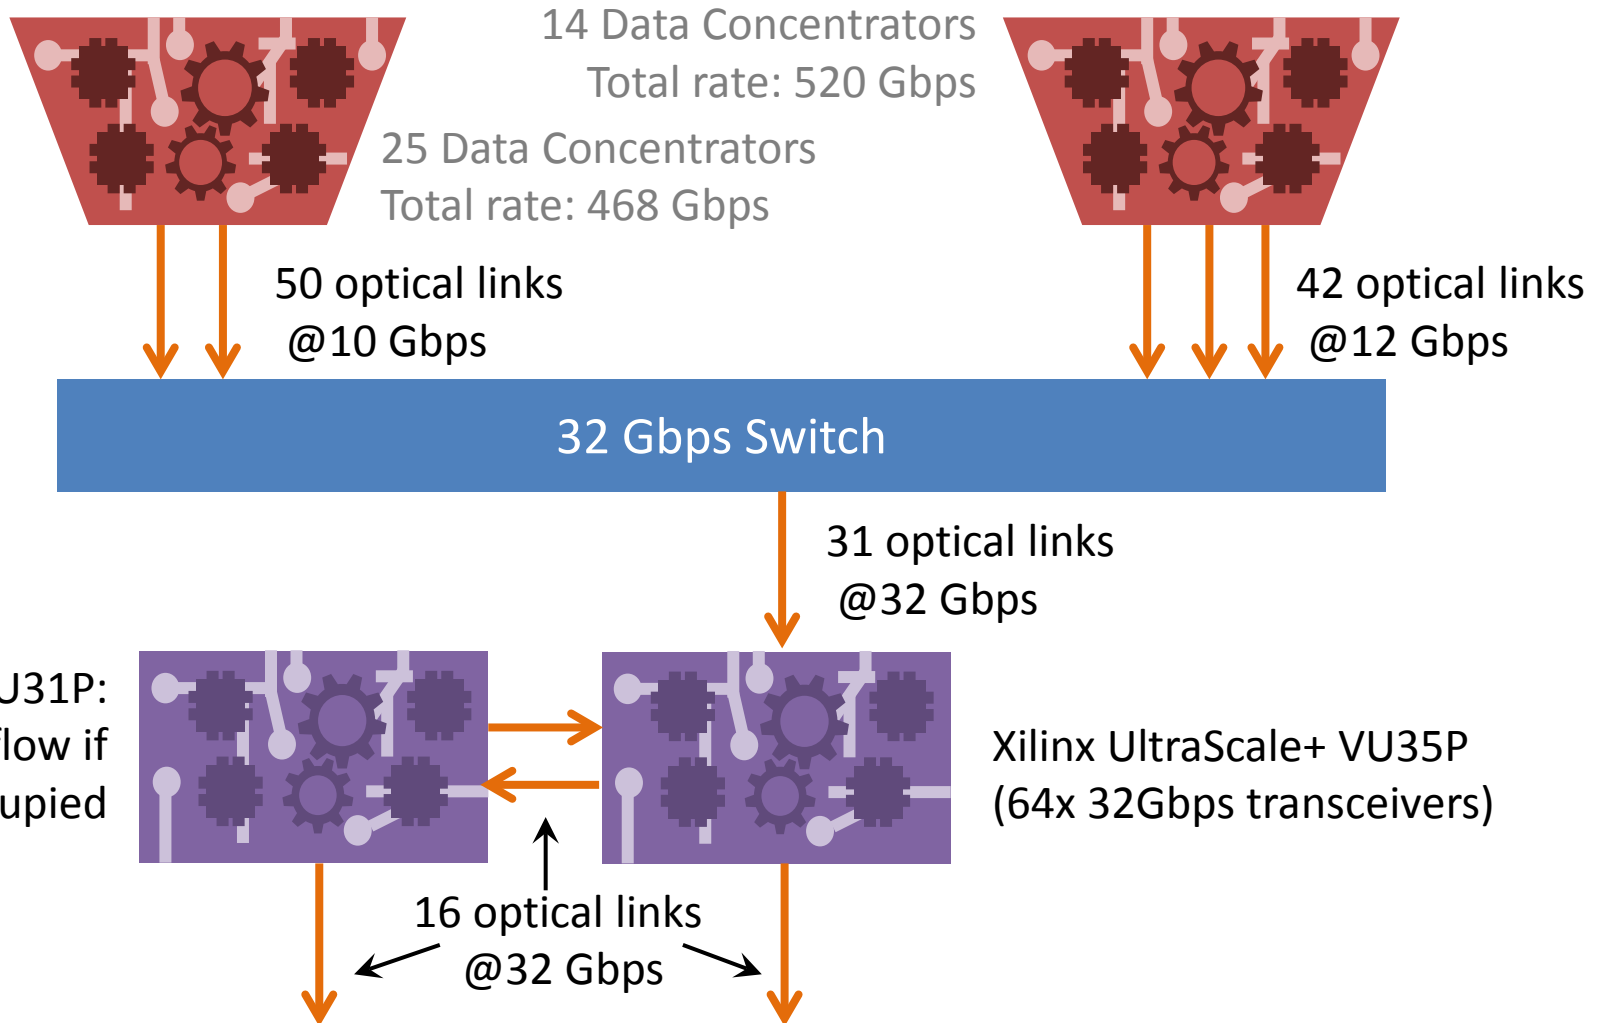 14 Data Concentrators
Total rate: 520 Gbps
25 Data Concentrators
Total rate: 468 Gbps
50 optical links
@10 Gbps
42 optical links
@12 Gbps
32 Gbps Switch
31 optical links
@32 Gbps
U31P:
flow if
upied
Xilinx UltraScale+ VU35P
(64x 32Gbps transceivers)
16 optical links
@32 Gbps